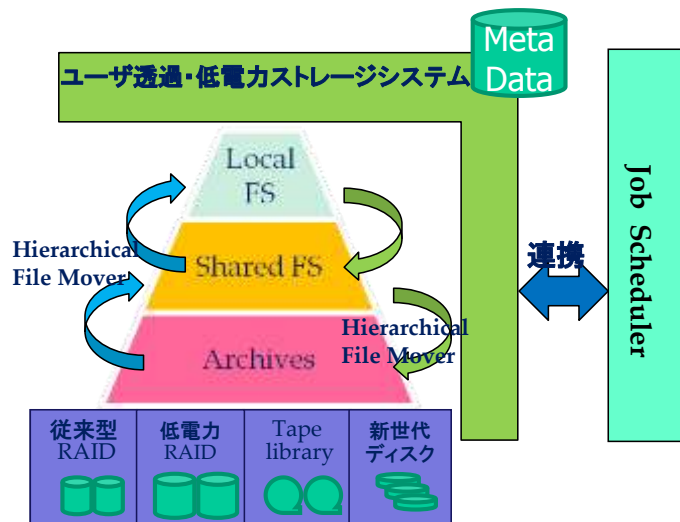 Meta
Data
ユーザ透過・低電力ストレージシステム
Local
FS
Hierarchical
File Mover
Shared FS
連携
Job Scheduler
Hierarchical
File Mover
Archives
従来型
RAID
低電力
RAID
Tape
library
新世代
ディスク